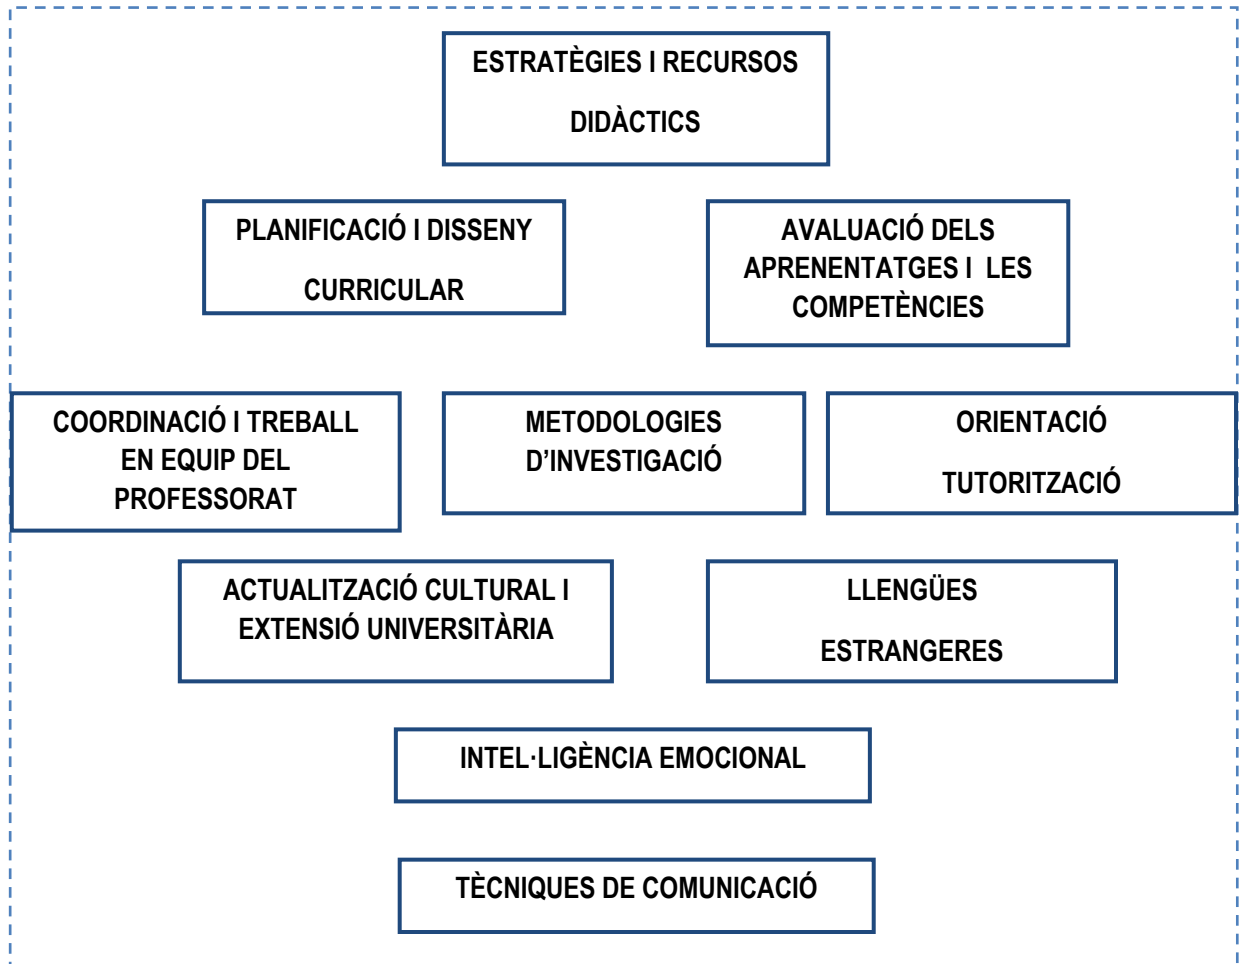 ESTRATÈGIES I RECURSOS
DIDÀCTICS
PLANIFICACIÓ I DISSENY
CURRICULAR
AVALUACIÓ DELS
APRENENTATGES I LES
COMPETÈNCIES
COORDINACIÓ I TREBALL
EN EQUIP DEL
PROFESSORAT
METODOLOGIES
D’INVESTIGACIÓ
ORIENTACIÓ
TUTORITZACIÓ
ACTUALITZACIÓ CULTURAL I
EXTENSIÓ UNIVERSITÀRIA
LLENGÜES
ESTRANGERES
INTEL·LIGÈNCIA EMOCIONAL
TÈCNIQUES DE COMUNICACIÓ